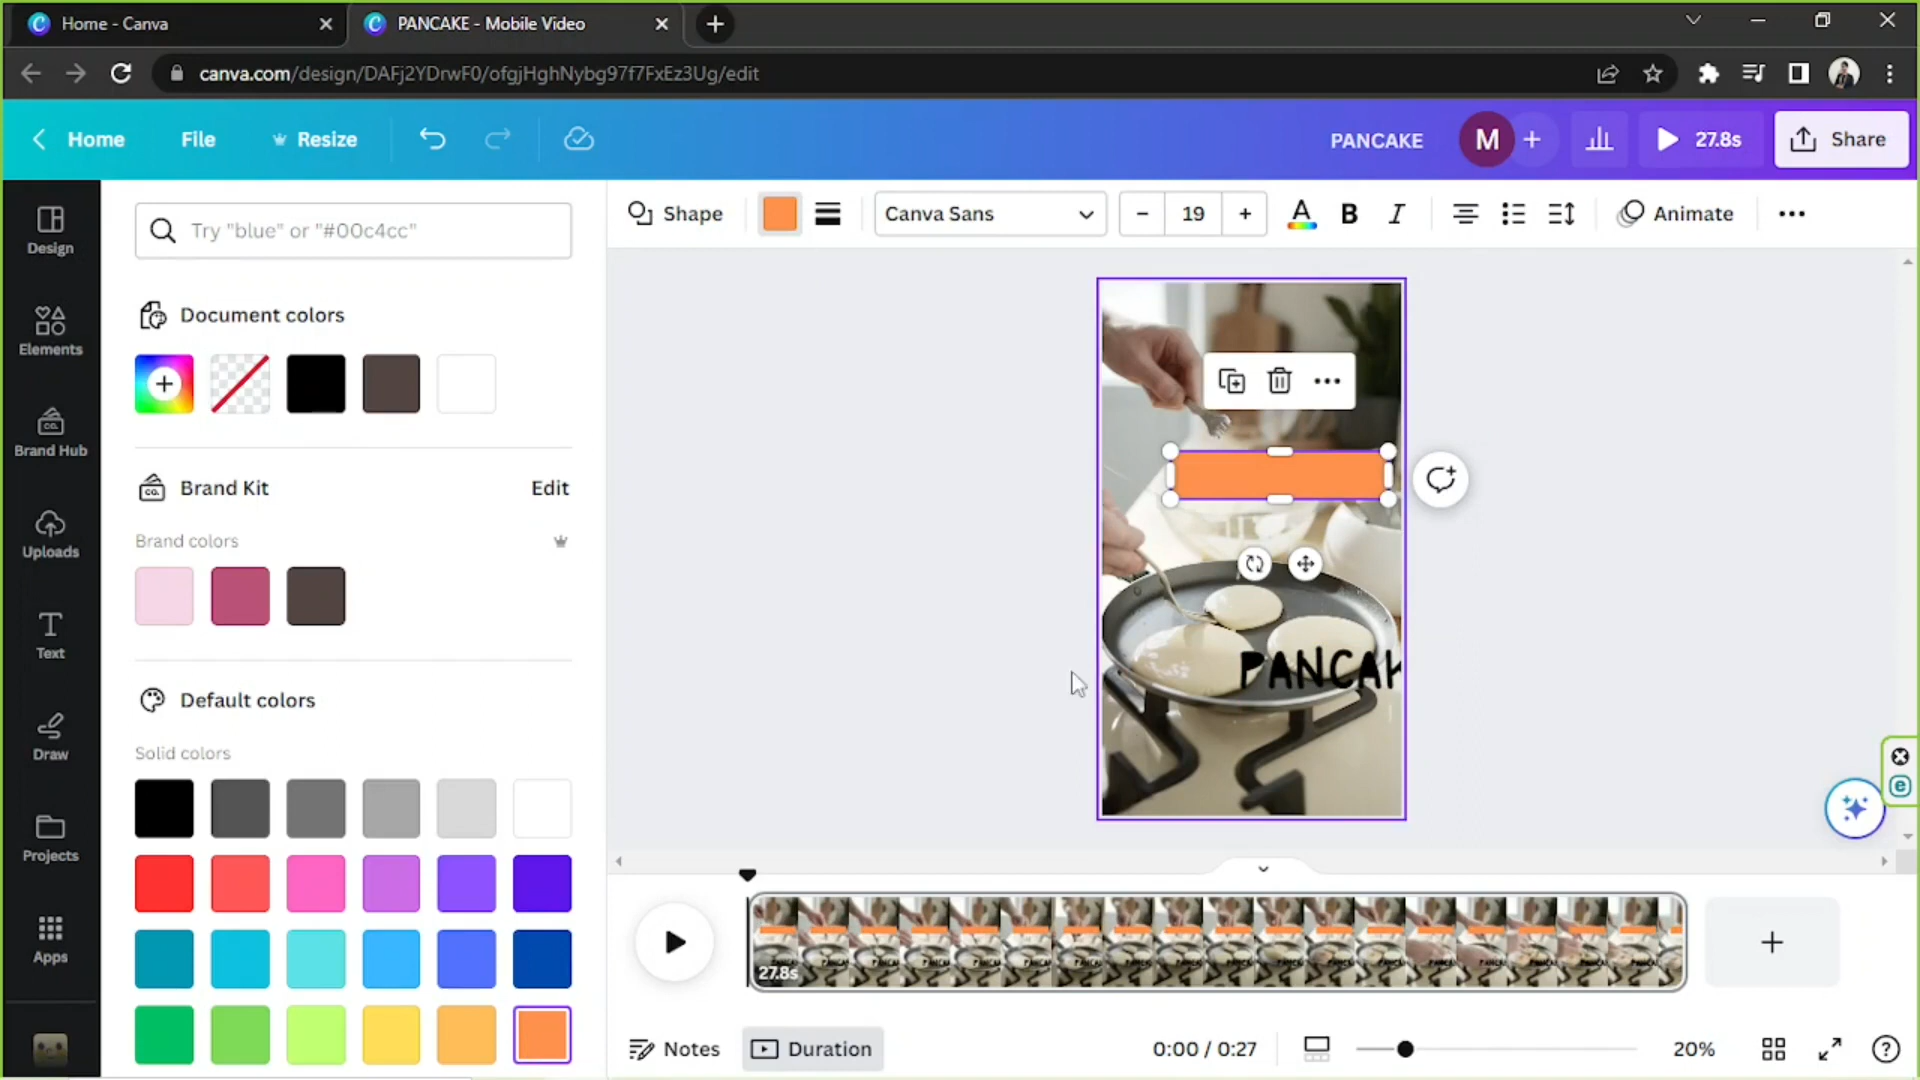 Home - Canva
PANCAKE - Mobile Video
canva.com/design/DAFj2YDrwF0/ofgjHghNybg97f7FxEz3Ug/edit
Home
File
Resize
PANCAKE
M
27.8s
Share
Design
Elements
Brand Hub
Uploads
Text
Draw
Projects
Apps
Try "blue" or "#00c4cc"
Document colors
Brand Kit
Edit
Brand colors
Default colors
Solid colors
Shape
Canva Sans
19
Animate
PANCAK
27.8s
Notes
Duration
0:00 / 0:27
20%